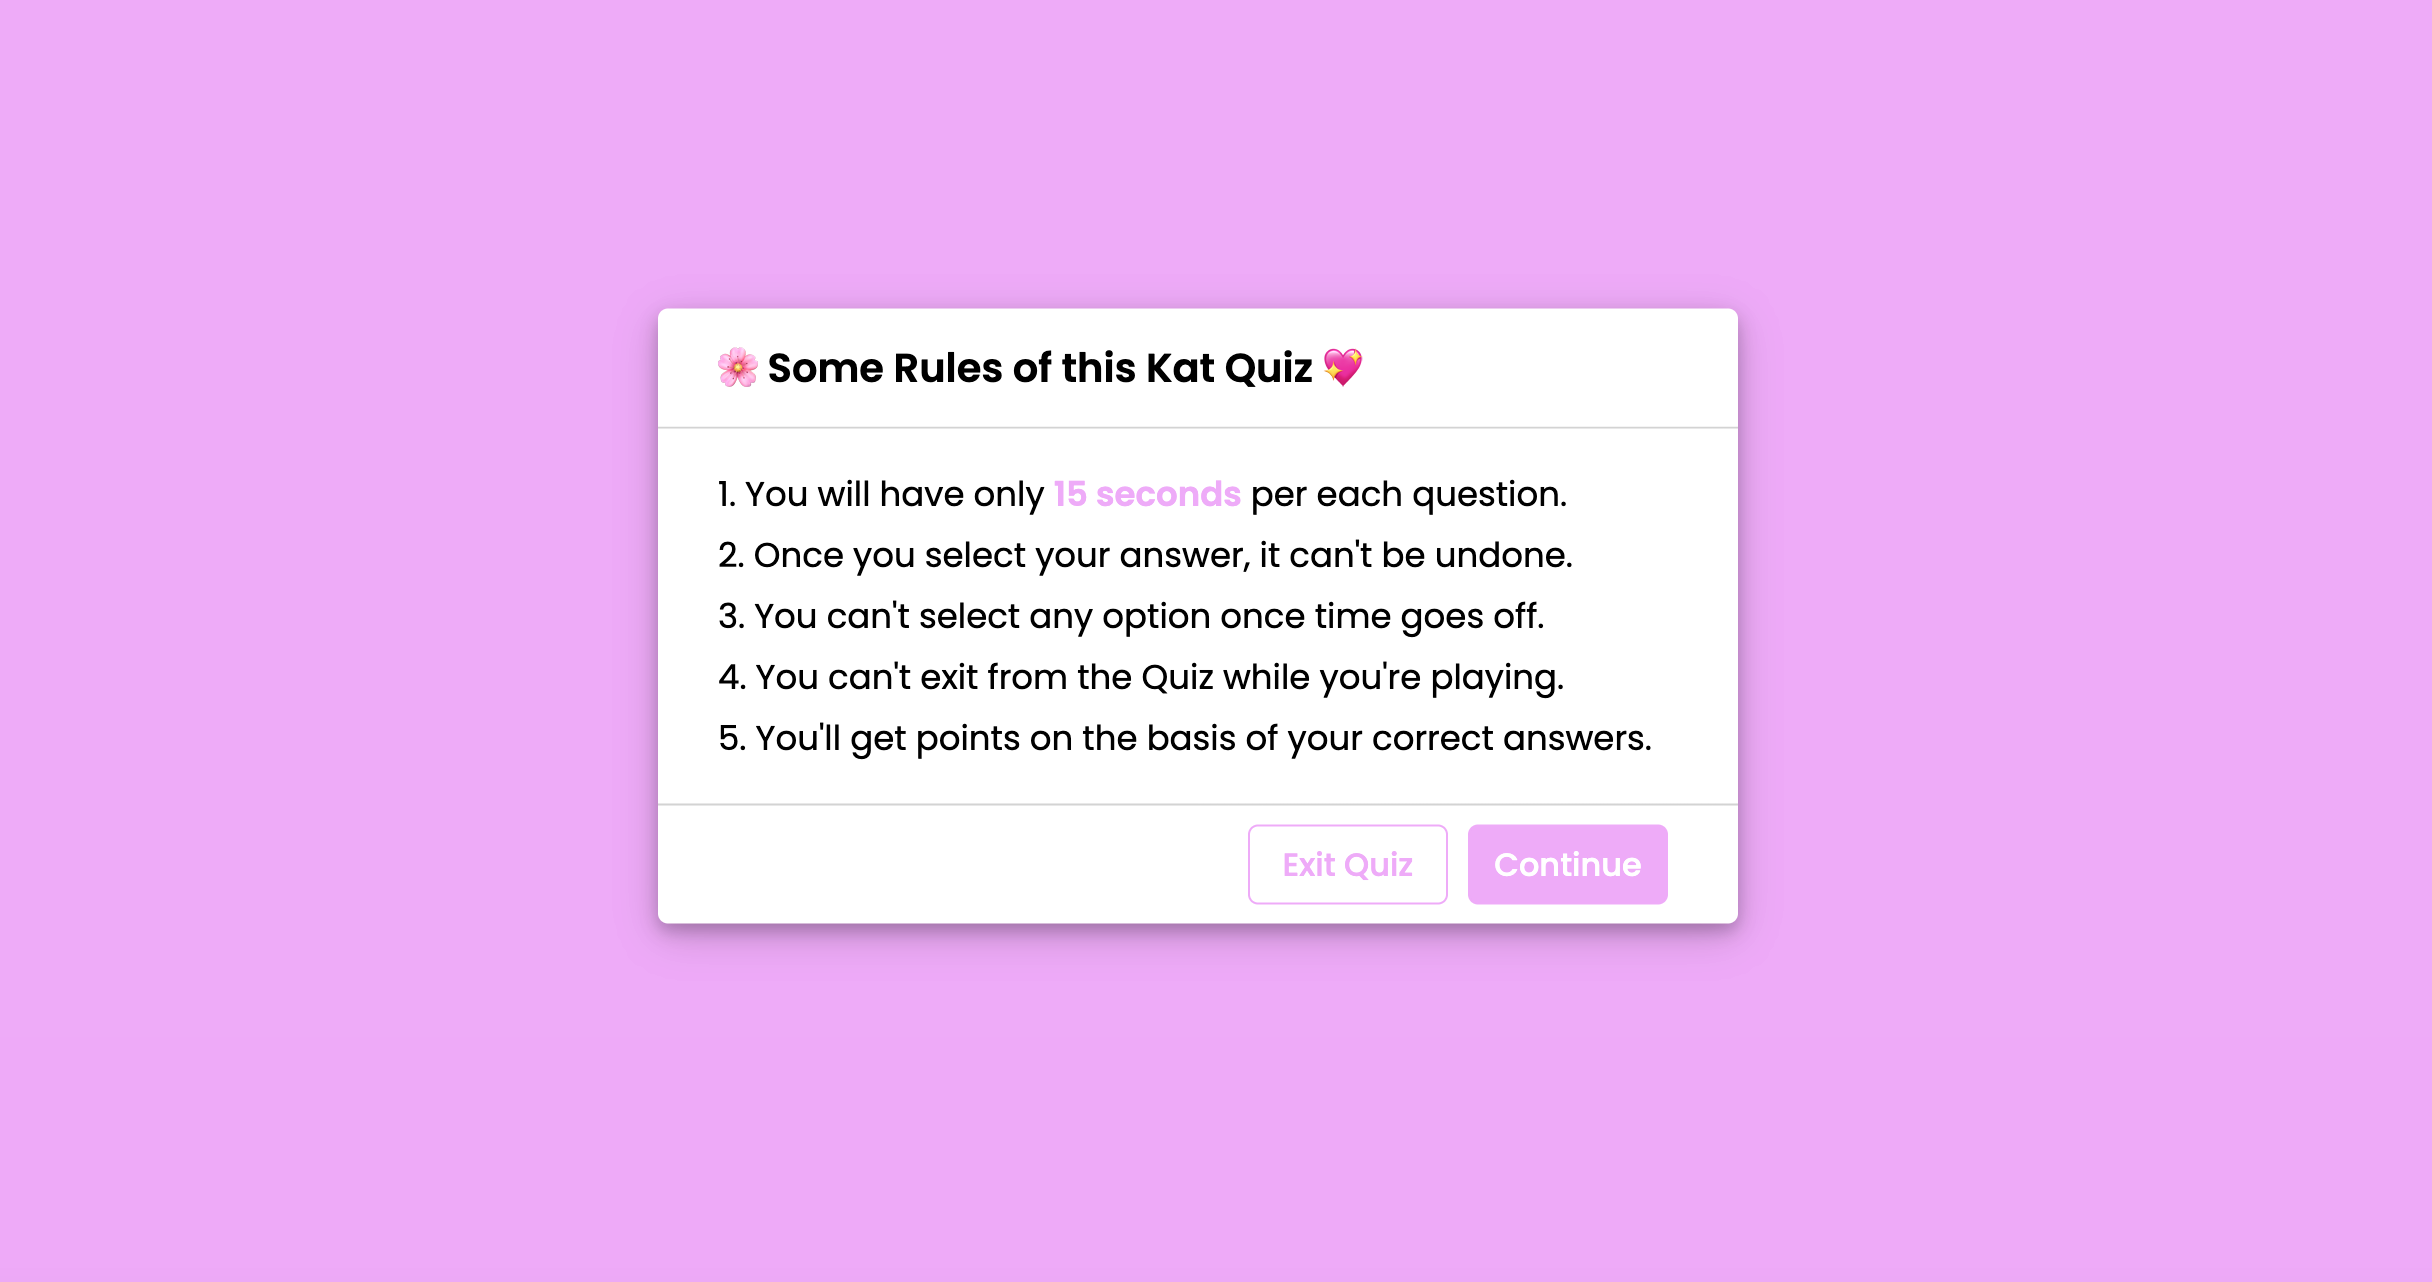 🌸 Some Rules of this Kat Quiz 💖
1. You will have only 15 seconds per each question.
2. Once you select your answer, it can't be undone.
3. You can't select any option once time goes off.
4. You can't exit from the Quiz while you're playing.
5. You'll get points on the basis of your correct answers.
Exit Quiz
Continue